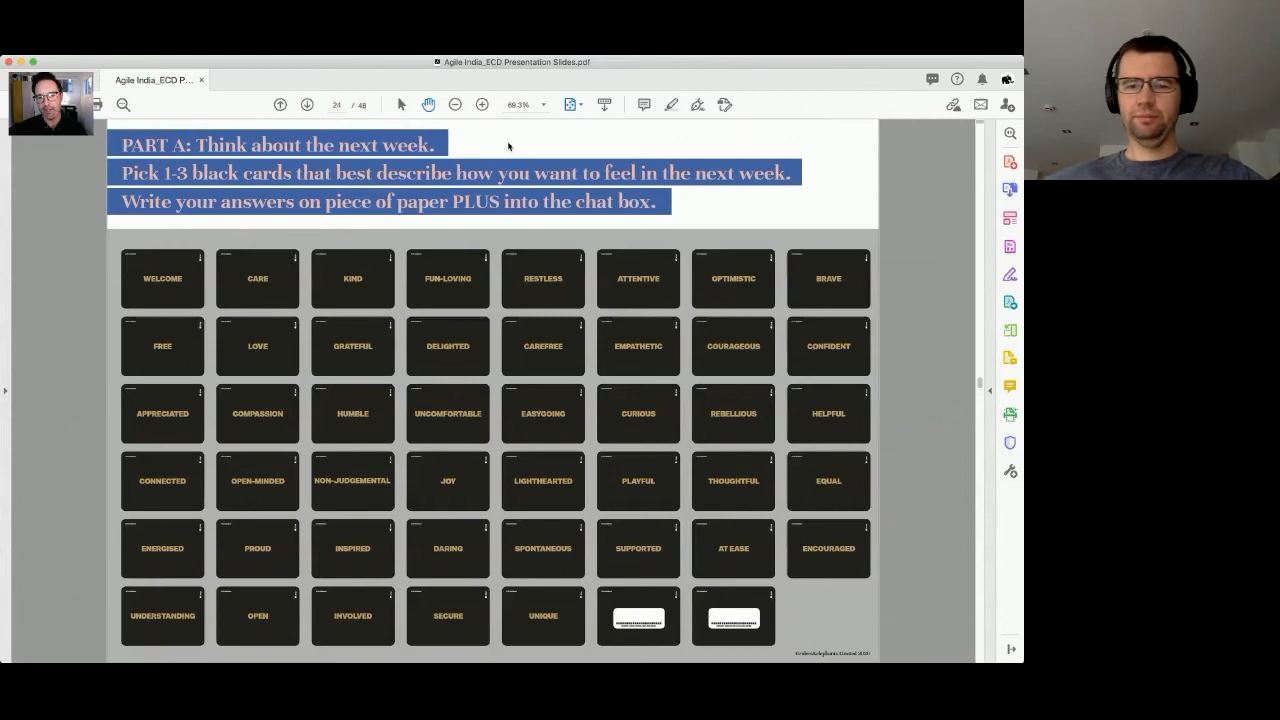 Agile India_ECD Presentation Slides.pdf
Agile India_ECD P... ×
24 / 48
69.3%
PART A: Think about the next week.
Pick 1-3 black cards that best describe how you want to feel in the next week.
Write your answers on piece of paper PLUS into the chat box.
WELCOME CARE KIND FUN-LOVING RESTLESS ATTENTIVE OPTIMISTIC BRAVE
FREE LOVE GRATEFUL DELIGHTED CAREFREE EMPATHETIC COURAGEOUS CONFIDENT
APPRECIATED COMPASSION HUMBLE UNCOMFORTABLE EASYGOING CURIOUS REBELLIOUS HELPFUL
CONNECTED OPEN-MINDED NON-JUDGEMENTAL JOY LIGHTHEARTED PLAYFUL THOUGHTFUL EQUAL
ENERGISED PROUD INSPIRED DARING SPONTANEOUS SUPPORTED AT EASE ENCOURAGED
UNDERSTANDING OPEN INVOLVED SECURE UNIQUE